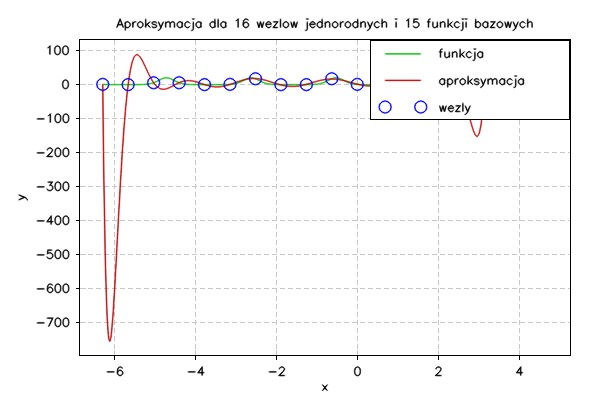 Aproksymacja dla 16 wezlow jednorodnych i 15 funkcji bazowych
funkcja
aproksymacja
wezly
100
0
−100
−200
−300
−400
−500
−600
−700
y
−6 −4 −2 0 2 4
x